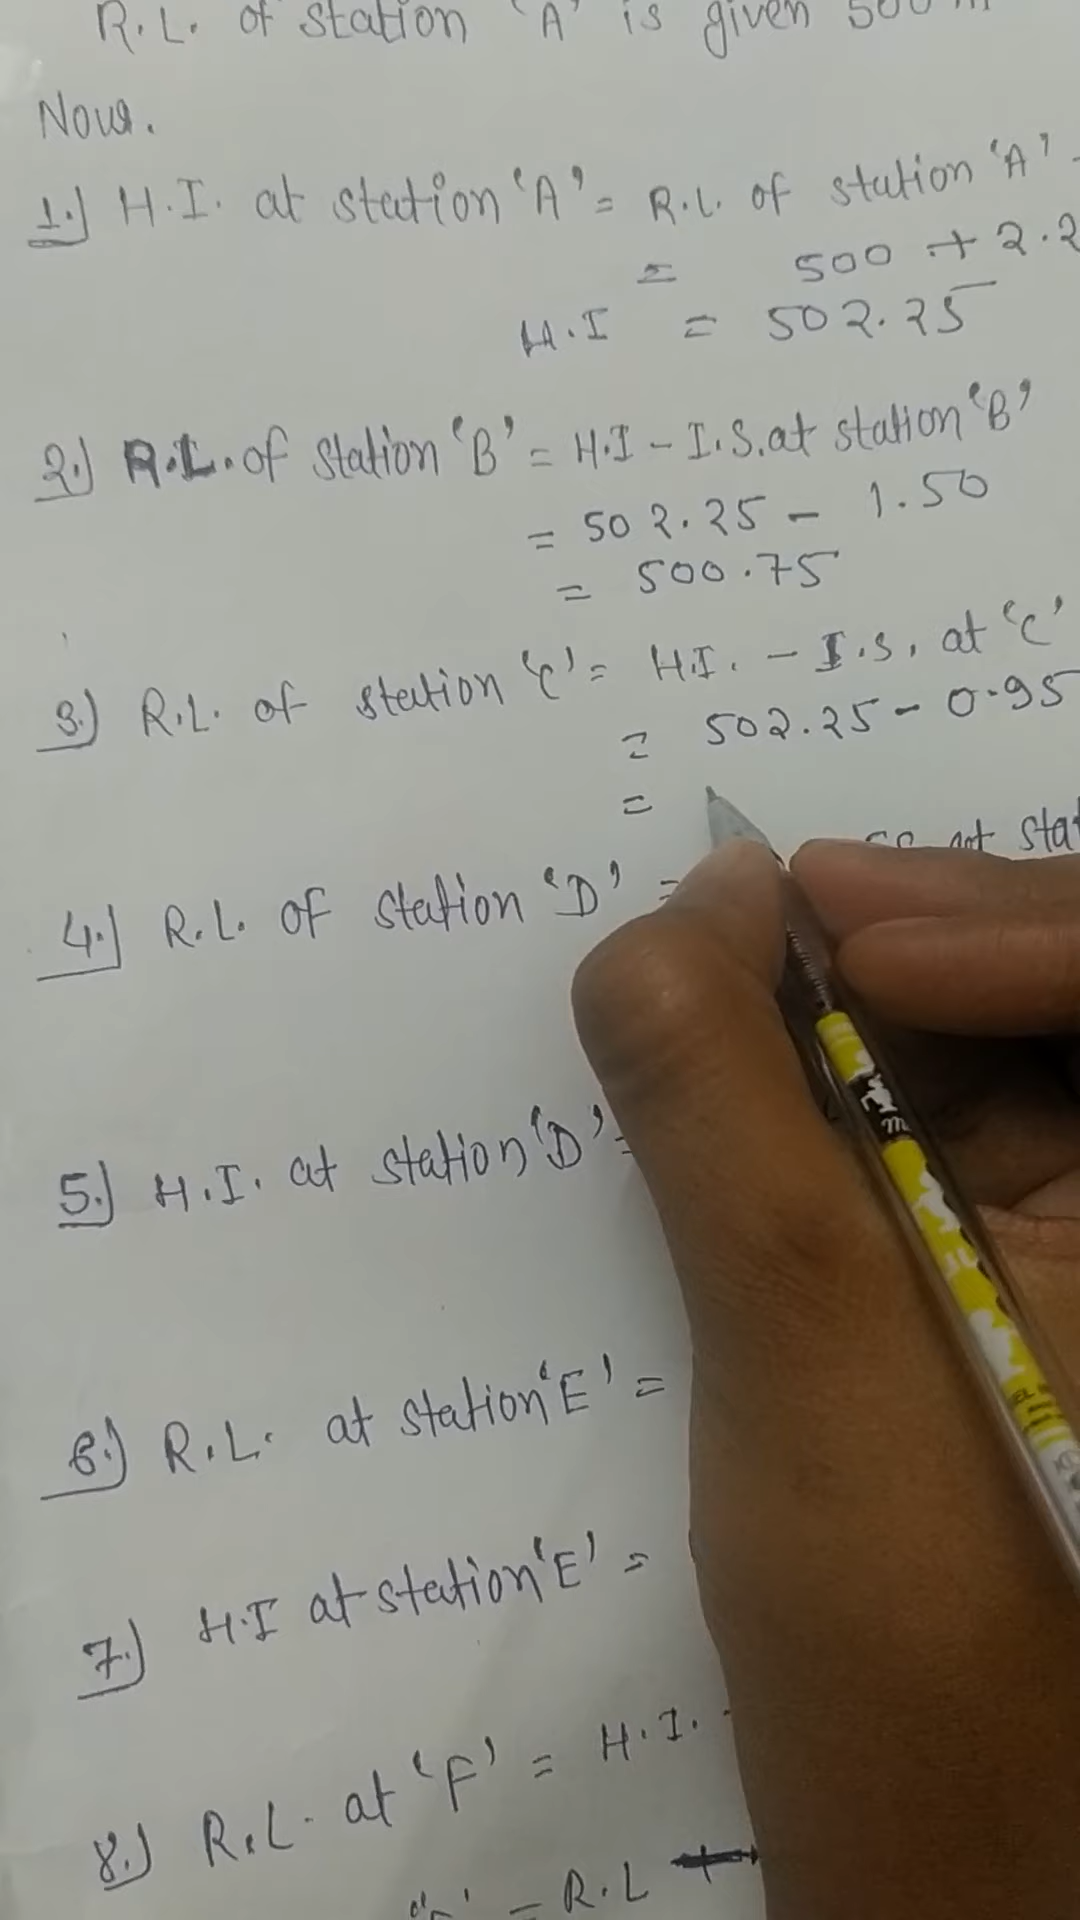 R.L. of station 'A' is given 500 m
Now.
1.) H.I. at station 'A' = R.L. of station 'A'
= 500 + 2.2
H.I = 502.25
2.) R.L. of station 'B' = H.I - I.S. at station 'B'
= 502.25 - 1.50
= 500.75
3.) R.L. of station 'C' = H.I. - I.S. at 'C'
= 502.25 - 0.95
=
4.) R.L. of station 'D' = at
5.) H.I. at station 'D' =
6.) R.L. at station 'E' =
7.) H.I at station 'E' =
8.) R.L. at 'F' = H.I. -
= R.L